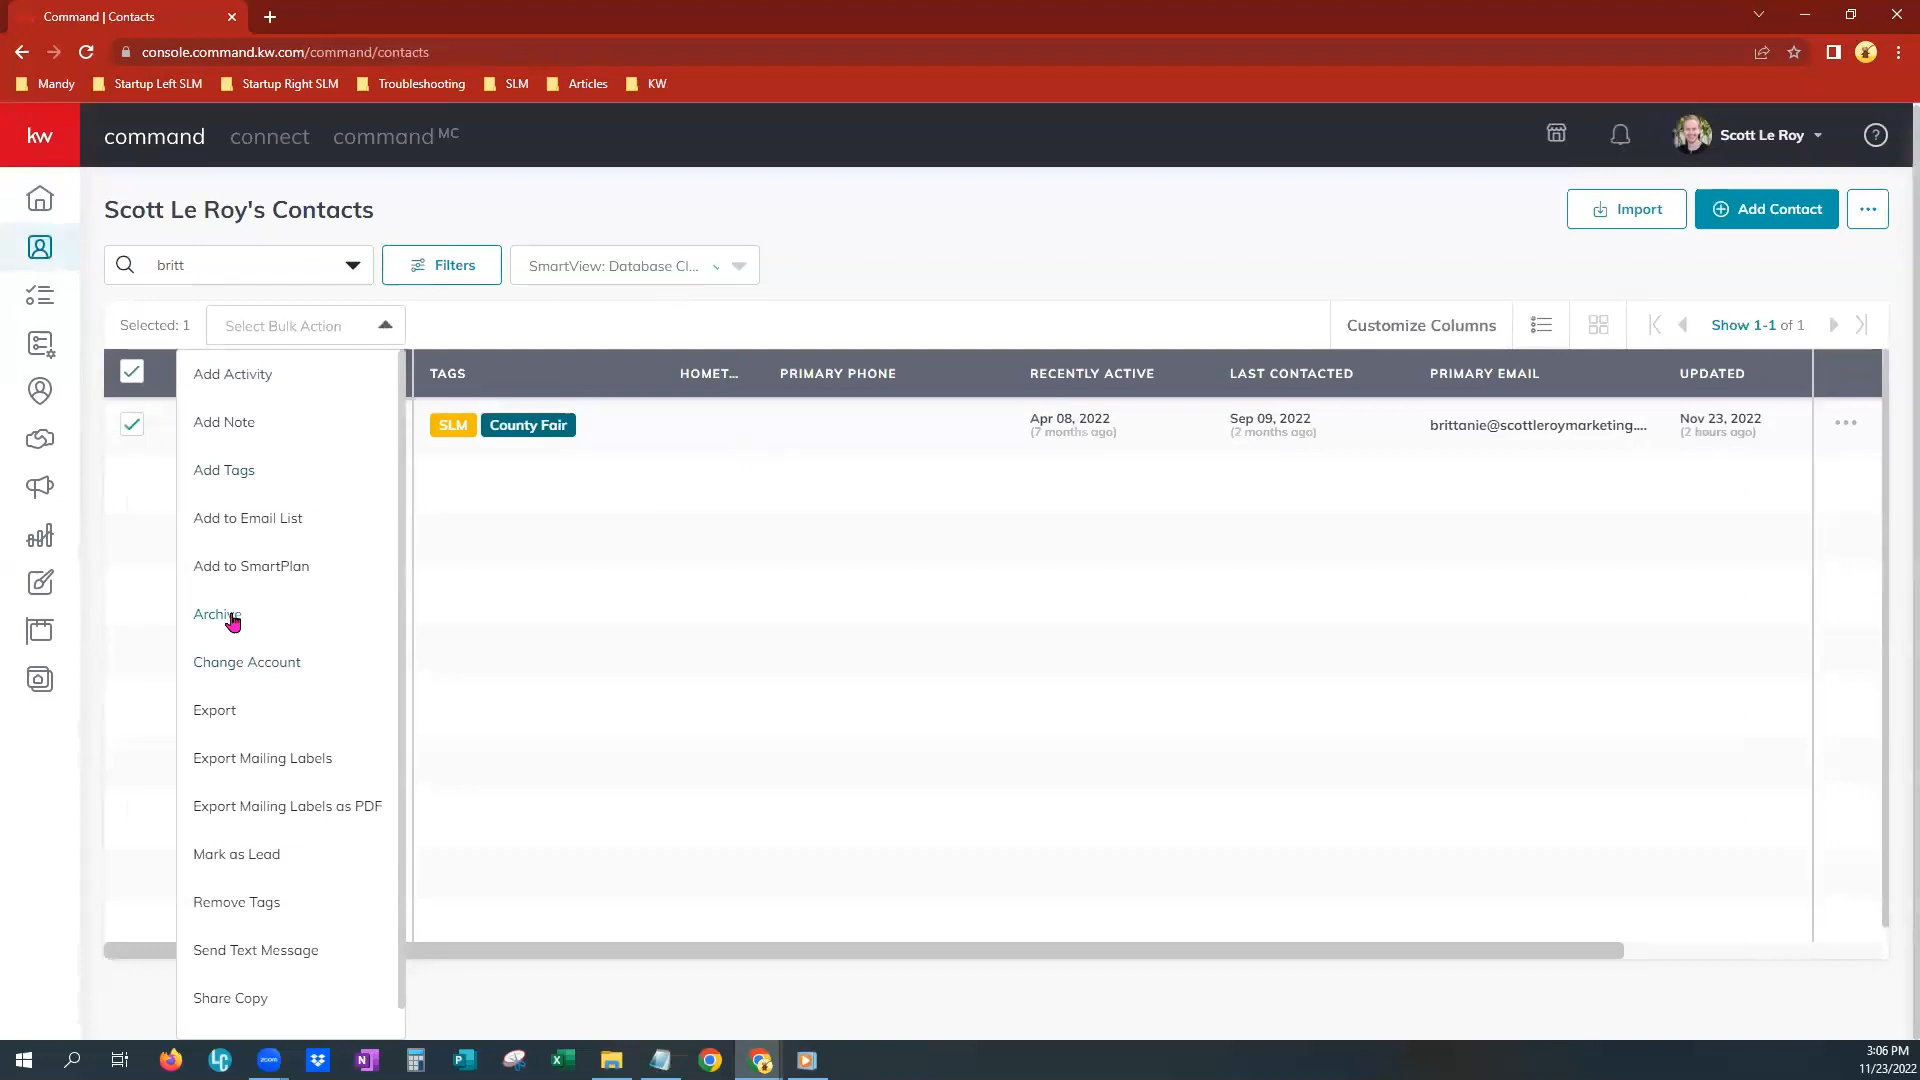 Command | Contacts
console.command.kw.com/command/contacts
Mandy
Startup Left SLM
Startup Right SLM
Troubleshooting
SLM
Articles
KW
kw
command
connect
command MC
Scott Le Roy
?
Scott Le Roy's Contacts
Import
Add Contact
britt
Filters
SmartView: Database Cl...
Selected: 1
Select Bulk Action
Customize Columns
Show 1-1 of 1
TAGS
HOMET...
PRIMARY PHONE
RECENTLY ACTIVE
LAST CONTACTED
PRIMARY EMAIL
UPDATED
SLM
County Fair
Apr 08, 2022
(7 months ago)
Sep 09, 2022
(2 months ago)
brittanie@scottleroymarketing....
Nov 23, 2022
(2 hours ago)
Add Activity
Add Note
Add Tags
Add to Email List
Add to SmartPlan
Archive
Change Account
Export
Export Mailing Labels
Export Mailing Labels as PDF
Mark as Lead
Remove Tags
Send Text Message
Share Copy
LC
zoom
N
P
X
3:06 PM
11/23/2022